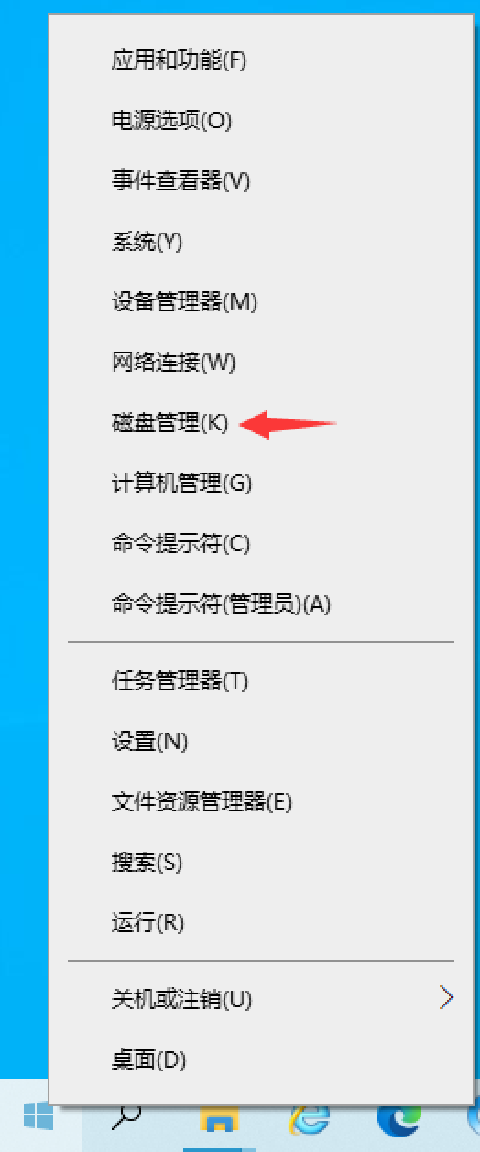 应用和功能(F)
电源选项(O)
事件查看器(V)
系统(Y)
设备管理器(M)
网络连接(W)
磁盘管理(K)
计算机管理(G)
命令提示符(C)
命令提示符(管理员)(A)
任务管理器(T)
设置(N)
文件资源管理器(E)
搜索(S)
运行(R)
关机或注销(U)
桌面(D)